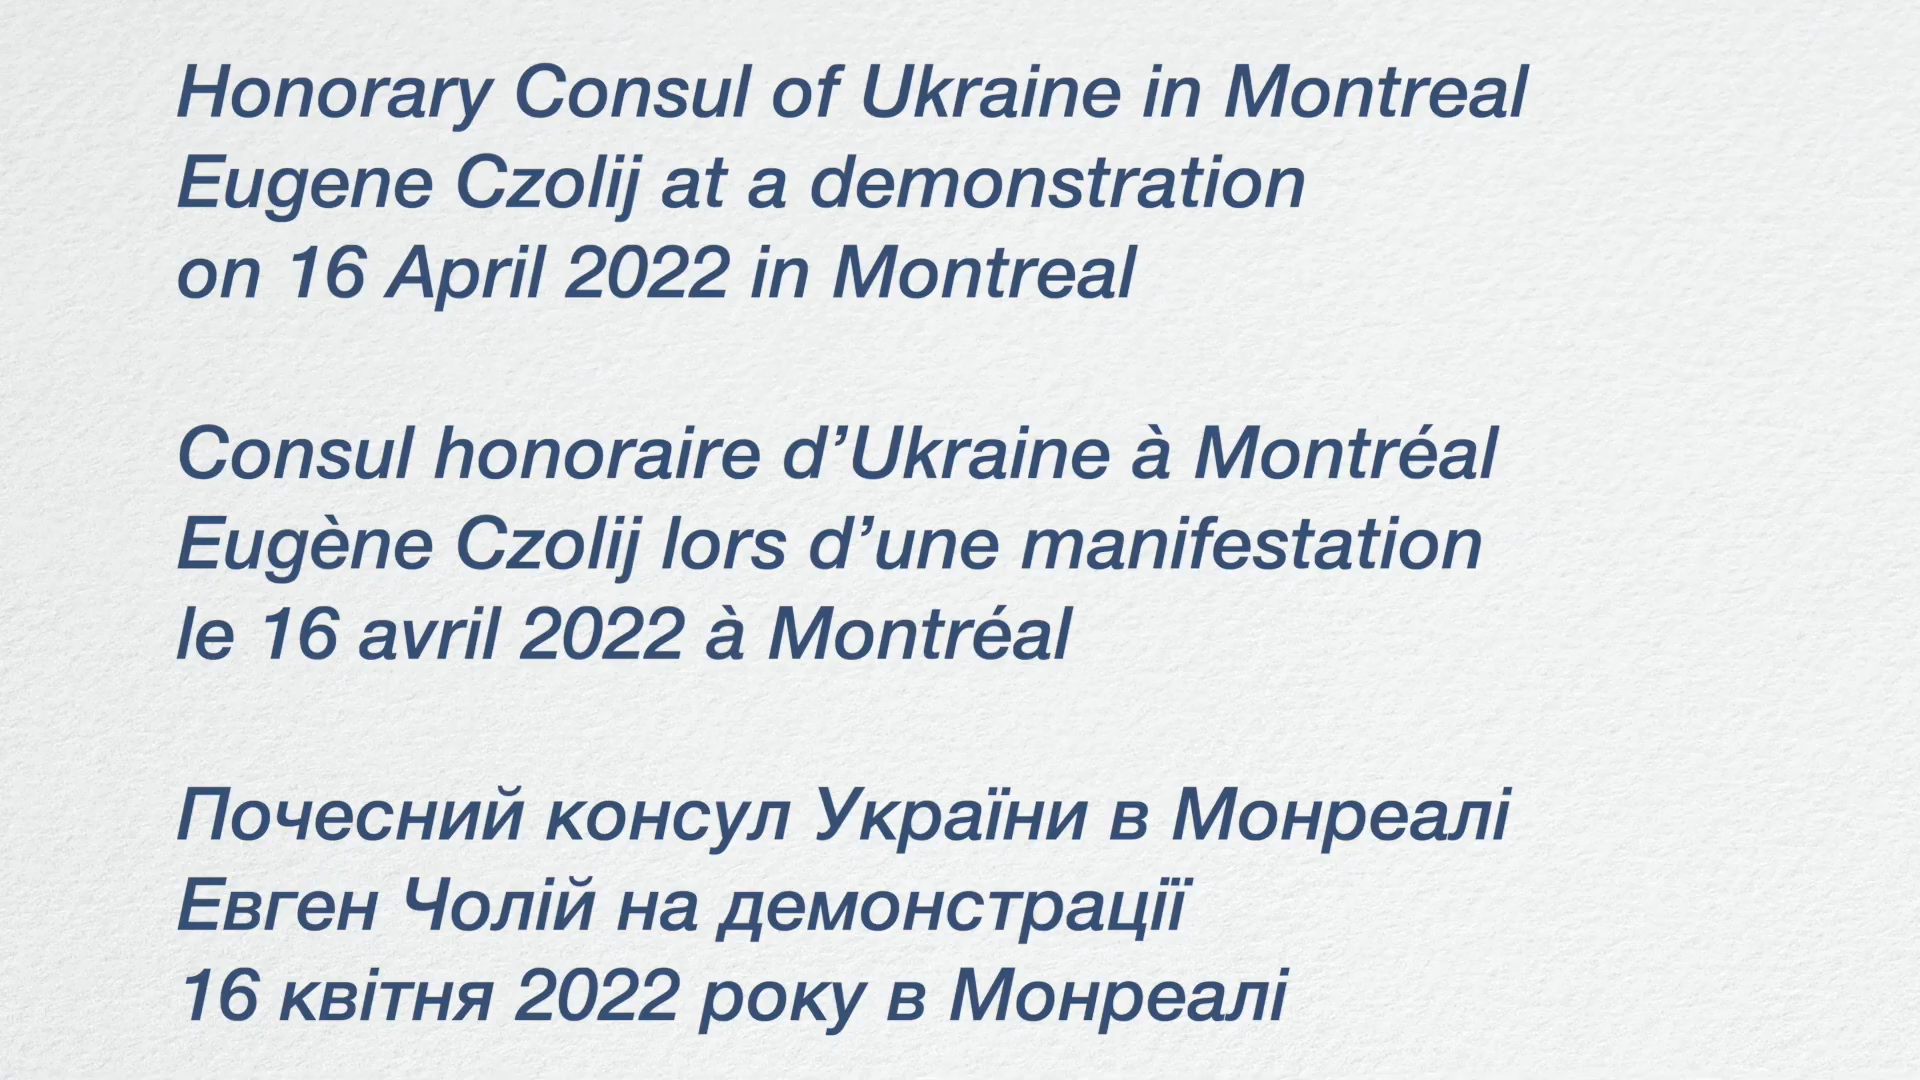 Honorary Consul of Ukraine in Montreal
Eugene Czolij at a demonstration
on 16 April 2022 in Montreal
Consul honoraire d’Ukraine à Montréal
Eugène Czolij lors d’une manifestation
le 16 avril 2022 à Montréal
Почесний консул України в Монреалі
Евген Чолій на демонстрації
16 квітня 2022 року в Монреалі